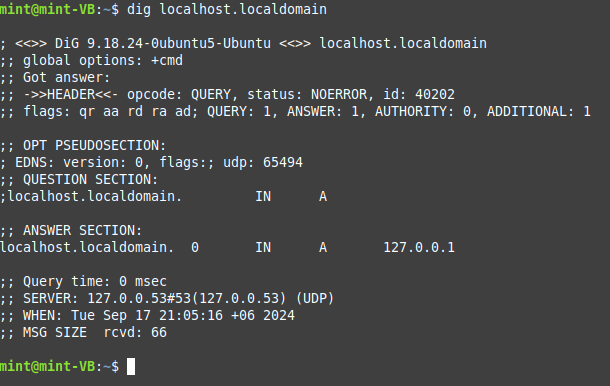 mint@mint-VB:~$ dig localhost.localdomain
; <<>> DiG 9.18.24-0ubuntu5-Ubuntu <<>> localhost.localdomain
;; global options: +cmd
;; Got answer:
;; ->>HEADER<<- opcode: QUERY, status: NOERROR, id: 40202
;; flags: qr aa rd ra ad; QUERY: 1, ANSWER: 1, AUTHORITY: 0, ADDITIONAL: 1
;; OPT PSEUDOSECTION:
; EDNS: version: 0, flags:; udp: 65494
;; QUESTION SECTION:
;localhost.localdomain. IN A
;; ANSWER SECTION:
localhost.localdomain. 0 IN A 127.0.0.1
;; Query time: 0 msec
;; SERVER: 127.0.0.53#53(127.0.0.53) (UDP)
;; WHEN: Tue Sep 17 21:05:16 +06 2024
;; MSG SIZE rcvd: 66
mint@mint-VB:~$